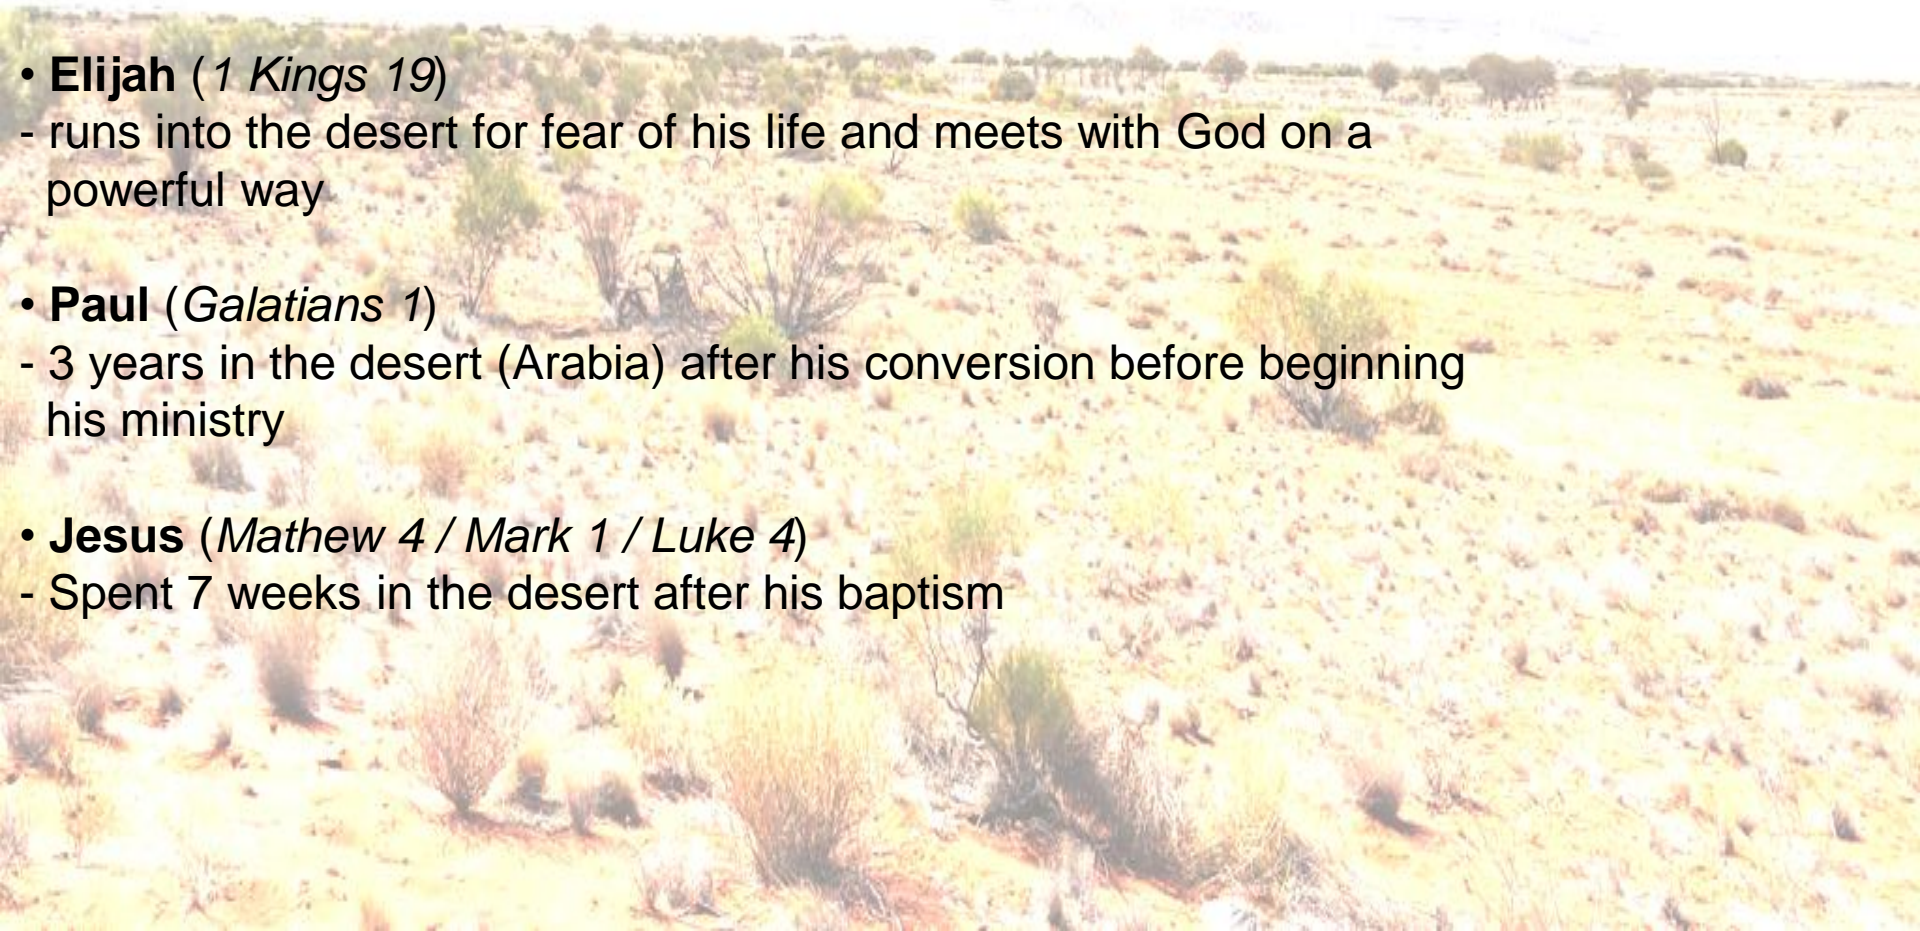 • Elijah (1 Kings 19)
- runs into the desert for fear of his life and meets with God on a
powerful way
• Paul (Galatians 1)
- 3 years in the desert (Arabia) after his conversion before beginning
his ministry
• Jesus (Mathew 4 / Mark 1 / Luke 4)
- Spent 7 weeks in the desert after his baptism